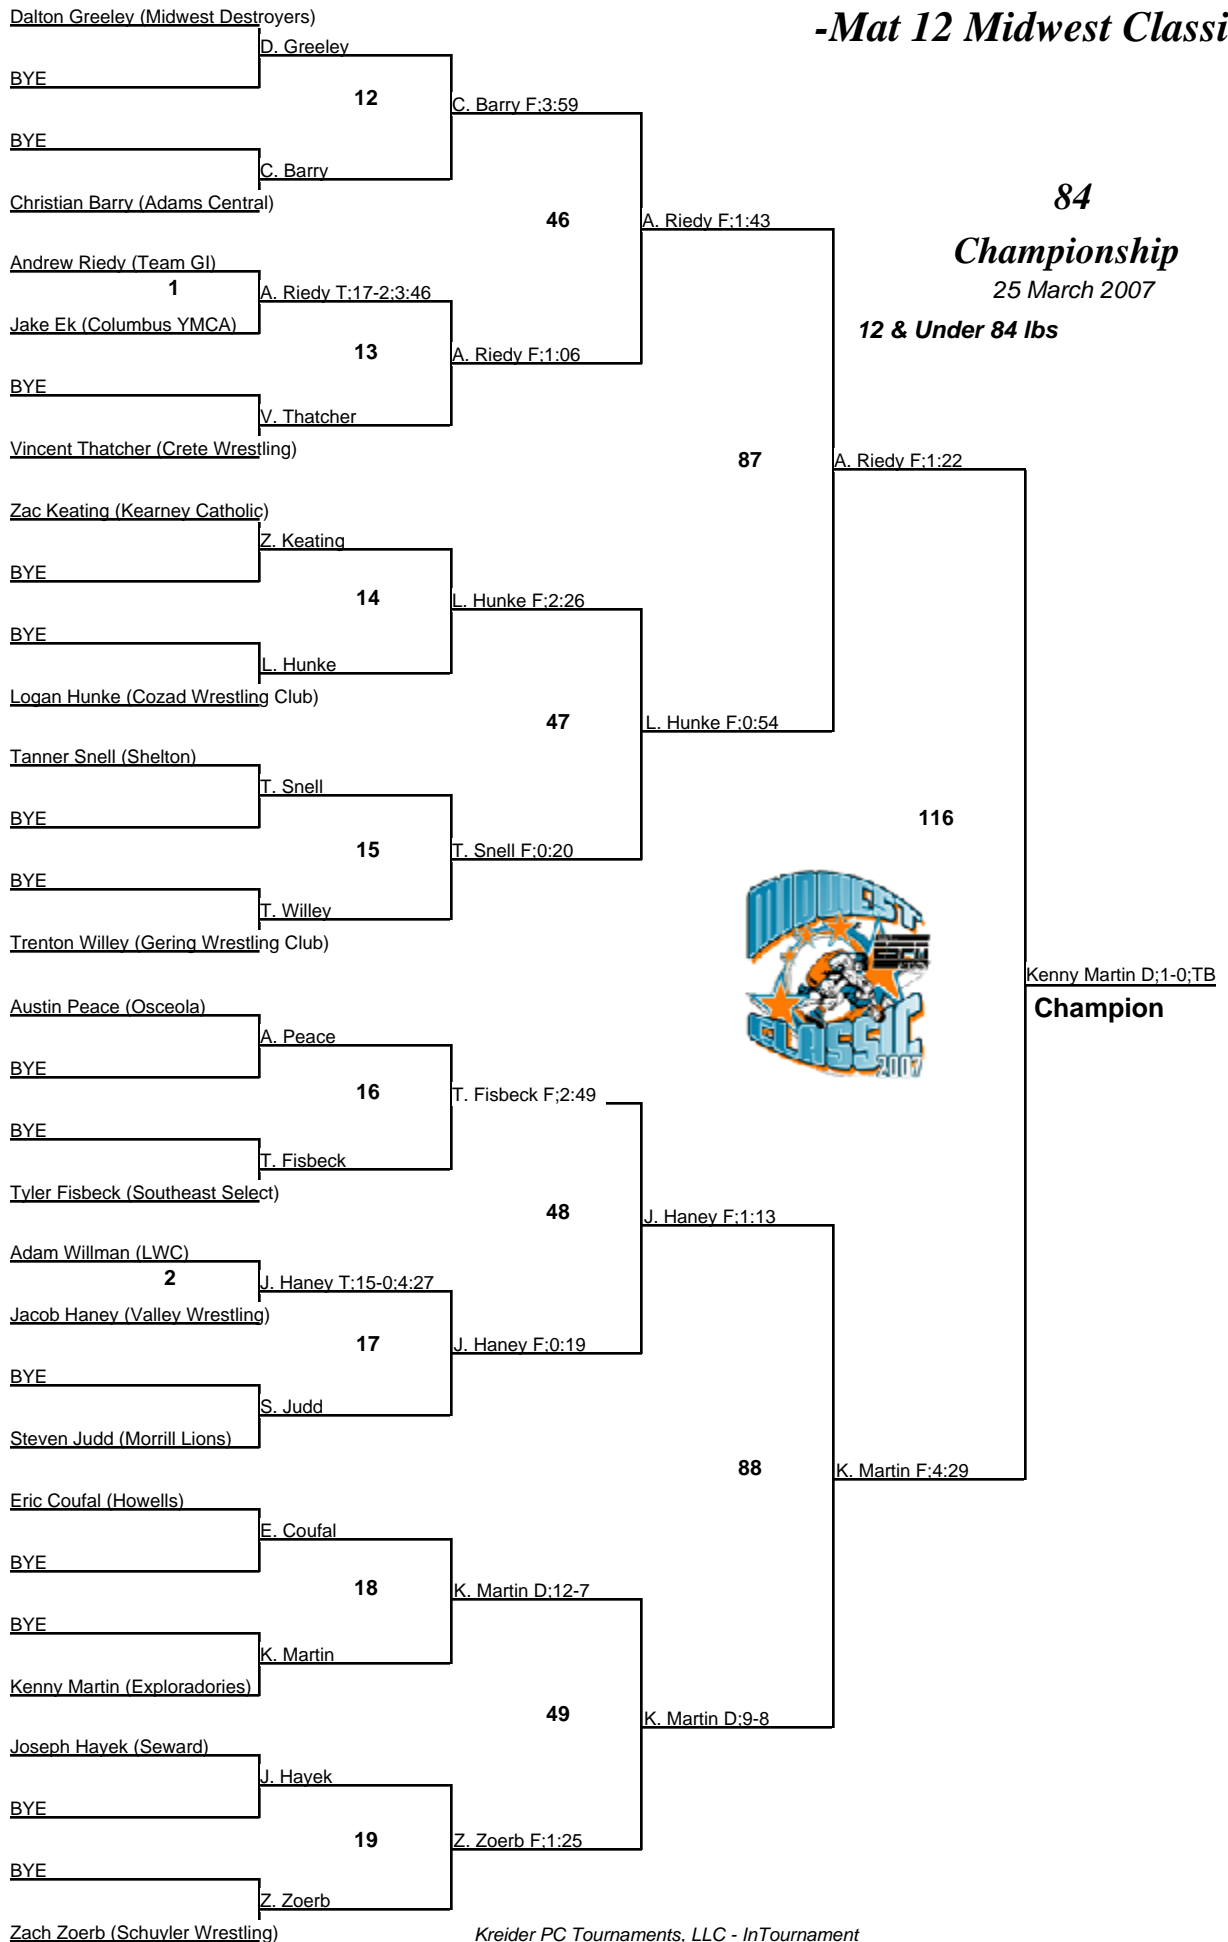 -Mat 12 Midwest Classi
84
Championship
25 March 2007
12 & Under 84 lbs
Dalton Greeley (Midwest Destroyers)
D. Greeley
BYE
12
C. Barry F;3:59
BYE
C. Barry
Christian Barry (Adams Central)
46
A. Riedy F;1:43
Andrew Riedy (Team GI)
1
A. Riedy T;17-2;3:46
Jake Ek (Columbus YMCA)
13
A. Riedy F;1:06
BYE
V. Thatcher
Vincent Thatcher (Crete Wrestling)
87
A. Riedy F;1:22
Zac Keating (Kearney Catholic)
Z. Keating
BYE
14
L. Hunke F;2:26
BYE
L. Hunke
Logan Hunke (Cozad Wrestling Club)
47
L. Hunke F;0:54
Tanner Snell (Shelton)
T. Snell
BYE
15
T. Snell F;0:20
BYE
T. Willey
Trenton Willey (Gering Wrestling Club)
116
MIDWEST
CLASSIC
2007
Kenny Martin D;1-0;TB
Champion
Austin Peace (Osceola)
A. Peace
BYE
16
T. Fisbeck F;2:49
BYE
T. Fisbeck
Tyler Fisbeck (Southeast Select)
48
J. Haney F;1:13
Adam Willman (LWC)
2
J. Haney T;15-0;4:27
Jacob Haney (Valley Wrestling)
17
J. Haney F;0:19
BYE
S. Judd
Steven Judd (Morrill Lions)
88
K. Martin F;4:29
Eric Coufal (Howells)
E. Coufal
BYE
18
K. Martin D;12-7
BYE
K. Martin
Kenny Martin (Exploradories)
49
K. Martin D;9-8
Joseph Hayek (Seward)
J. Hayek
BYE
19
Z. Zoerb F;1:25
BYE
Z. Zoerb
Zach Zoerb (Schuyler Wrestling)
Kreider PC Tournaments, LLC - InTournament